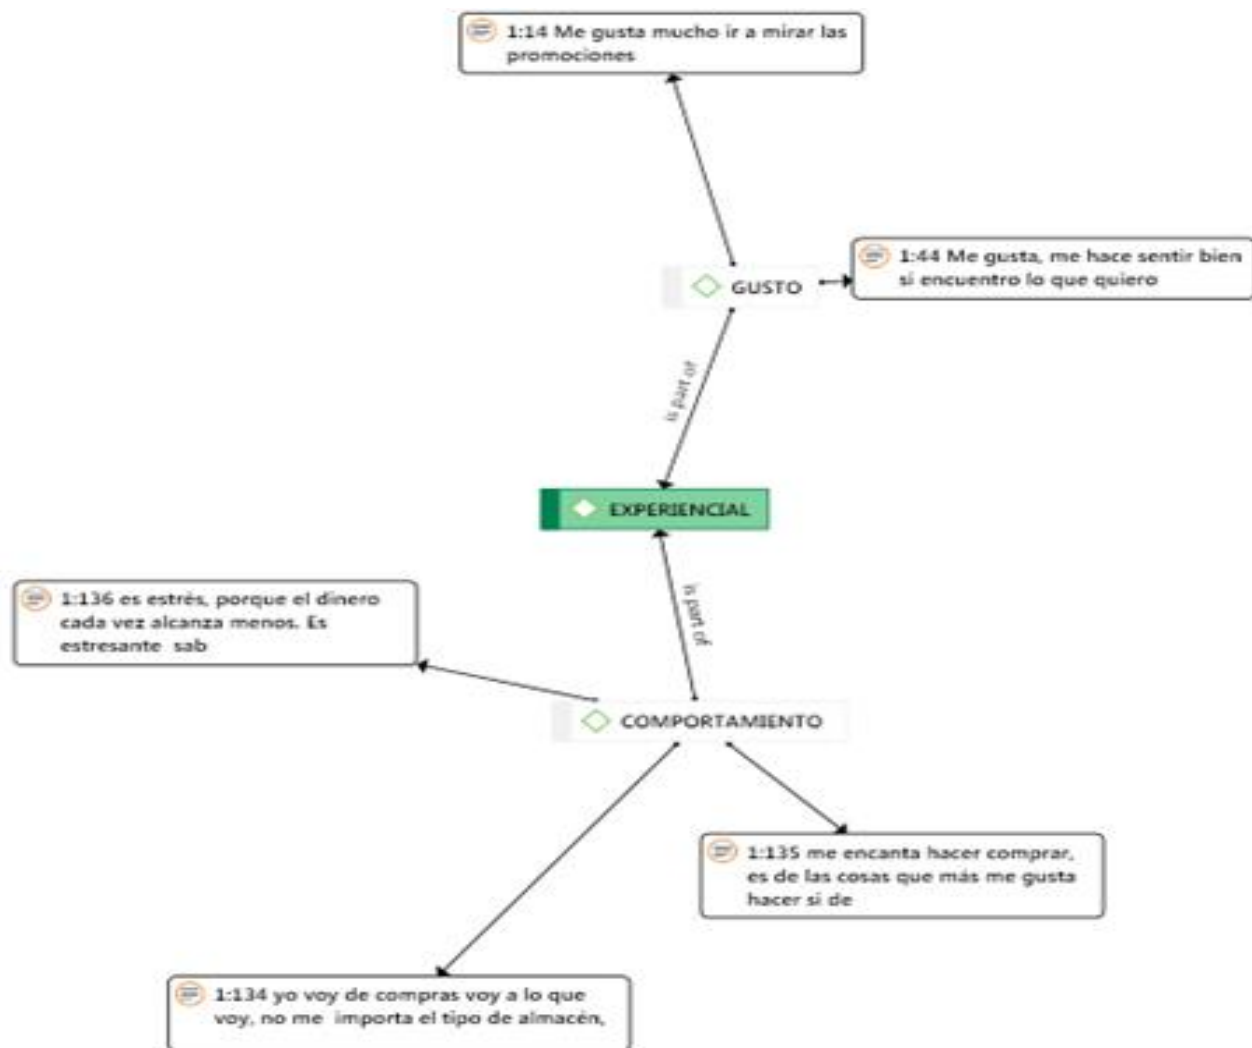 1:14 Me gusta mucho ir a mirar las
promociones
1:44 Me gusta, me hace sentir bien
si encuentro lo que quiero
GUSTO
is part of
EXPERIENCIAL
is part of
1:136 es estrés, porque el dinero
cada vez alcanza menos. Es
estresante sab
COMPORTAMIENTO
1:135 me encanta hacer comprar,
es de las cosas que más me gusta
hacer si de
1:134 yo voy de compras voy a lo que
voy, no me importa el tipo de almacén,